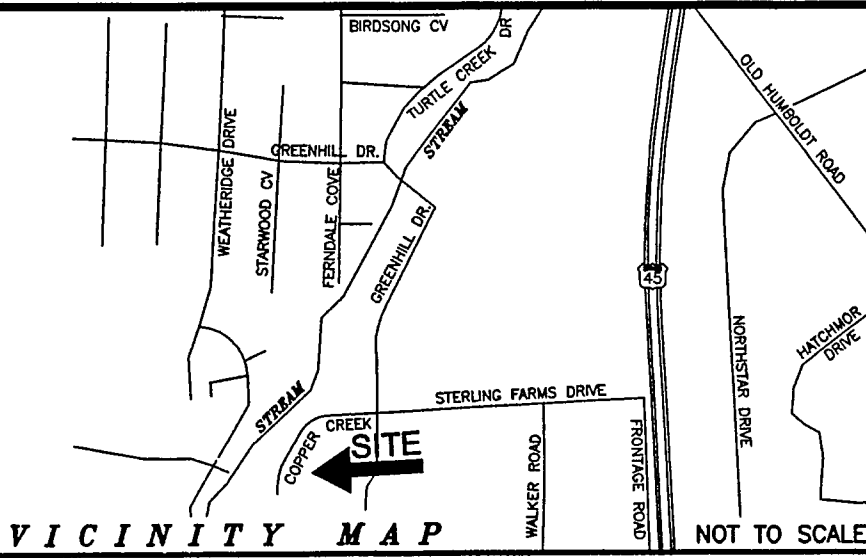 BIRDSONG CV
TURTLE CREEK DR
STREAM
OLD HUMBOLDT ROAD
WEATHERIDGE DRIVE
GREENHILL DR.
STARWOOD CV
FERNDALE COVE
GREENHILL DR.
45
NORTHSTAR DRIVE
HATCHMOR
DRIVE
STREAM
STERLING FARMS DRIVE
COPPER CREEK
SITE
WALKER ROAD
FRONTAGE ROAD
VICINITY MAP
NOT TO SCALE